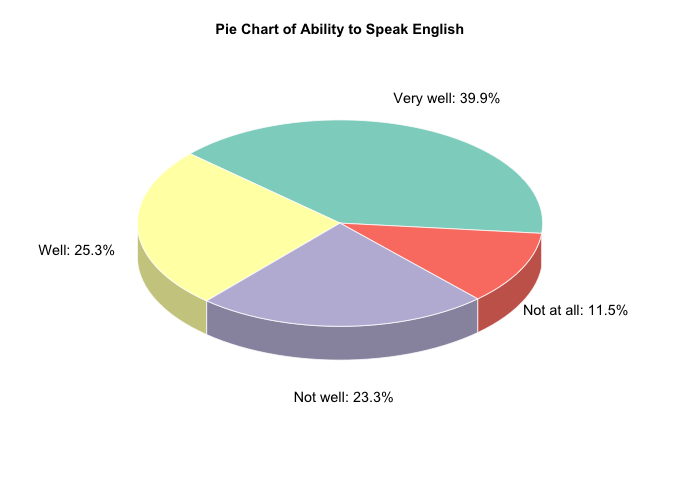 Pie Chart of Ability to Speak English
Very well: 39.9%
Well: 25.3%
Not at all: 11.5%
Not well: 23.3%